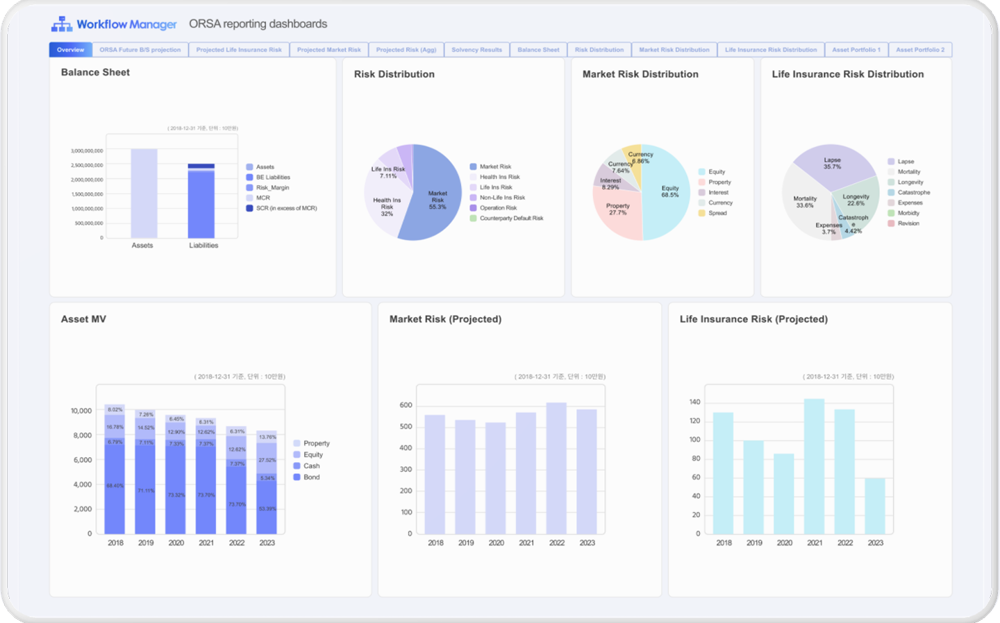 Workflow Manager
ORSA reporting dashboards
Overview
ORSA Future B/S projection
Projected Life Insurance Risk
Projected Market Risk
Projected Risk (Agg)
Solvency Results
Balance Sheet
Risk Distribution
Market Risk Distribution
Life Insurance Risk Distribution
Asset Portfolio 1
Asset Portfolio 2
Balance Sheet
( 2018-12-31 기준, 단위 : 10만원)
3,000,000,000
2,500,000,000
2,000,000,000
1,500,000,000
1,000,000,000
500,000,000
0
Assets
Liabilities
Assets
BE Liabilities
Risk_Margin
MCR
SCR (in excess of MCR)
Risk Distribution
Life Ins Risk
7.11%
Health Ins
Risk
32%
Market
Risk
55.3%
Market Risk
Health Ins Risk
Life Ins Risk
Non-Life Ins Risk
Operation Risk
Counterparty Default Risk
Market Risk Distribution
Currency
6.86%
Currency
7.64%
Interest
8.29%
Equity
68.5%
Property
27.7%
Equity
Property
Interest
Currency
Spread
Life Insurance Risk Distribution
Lapse
35.7%
Mortality
33.6%
Longevity
22.6%
Catastroph
e
4.42%
Expenses
3.7%
Lapse
Mortality
Longevity
Catastrophe
Expenses
Morbidty
Revision
Asset MV
( 2018-12-31 기준, 단위 : 10만원)
10,000
8,000
6,000
4,000
2,000
0
8.02%
16.78%
6.79%
68.40%
7.26%
14.52%
7.11%
71.11%
6.45%
12.90%
7.33%
73.32%
6.31%
12.62%
7.37%
73.70%
6.31%
12.62%
7.37%
73.70%
13.76%
27.52%
5.34%
53.39%
2018
2019
2020
2021
2022
2023
Property
Equity
Cash
Bond
Market Risk (Projected)
( 2018-12-31 기준, 단위 : 10만원)
600
500
400
300
200
100
0
2018
2019
2020
2021
2022
2023
Life Insurance Risk (Projected)
( 2018-12-31 기준, 단위 : 10만원)
140
120
100
80
60
40
20
0
2018
2019
2020
2021
2022
2023